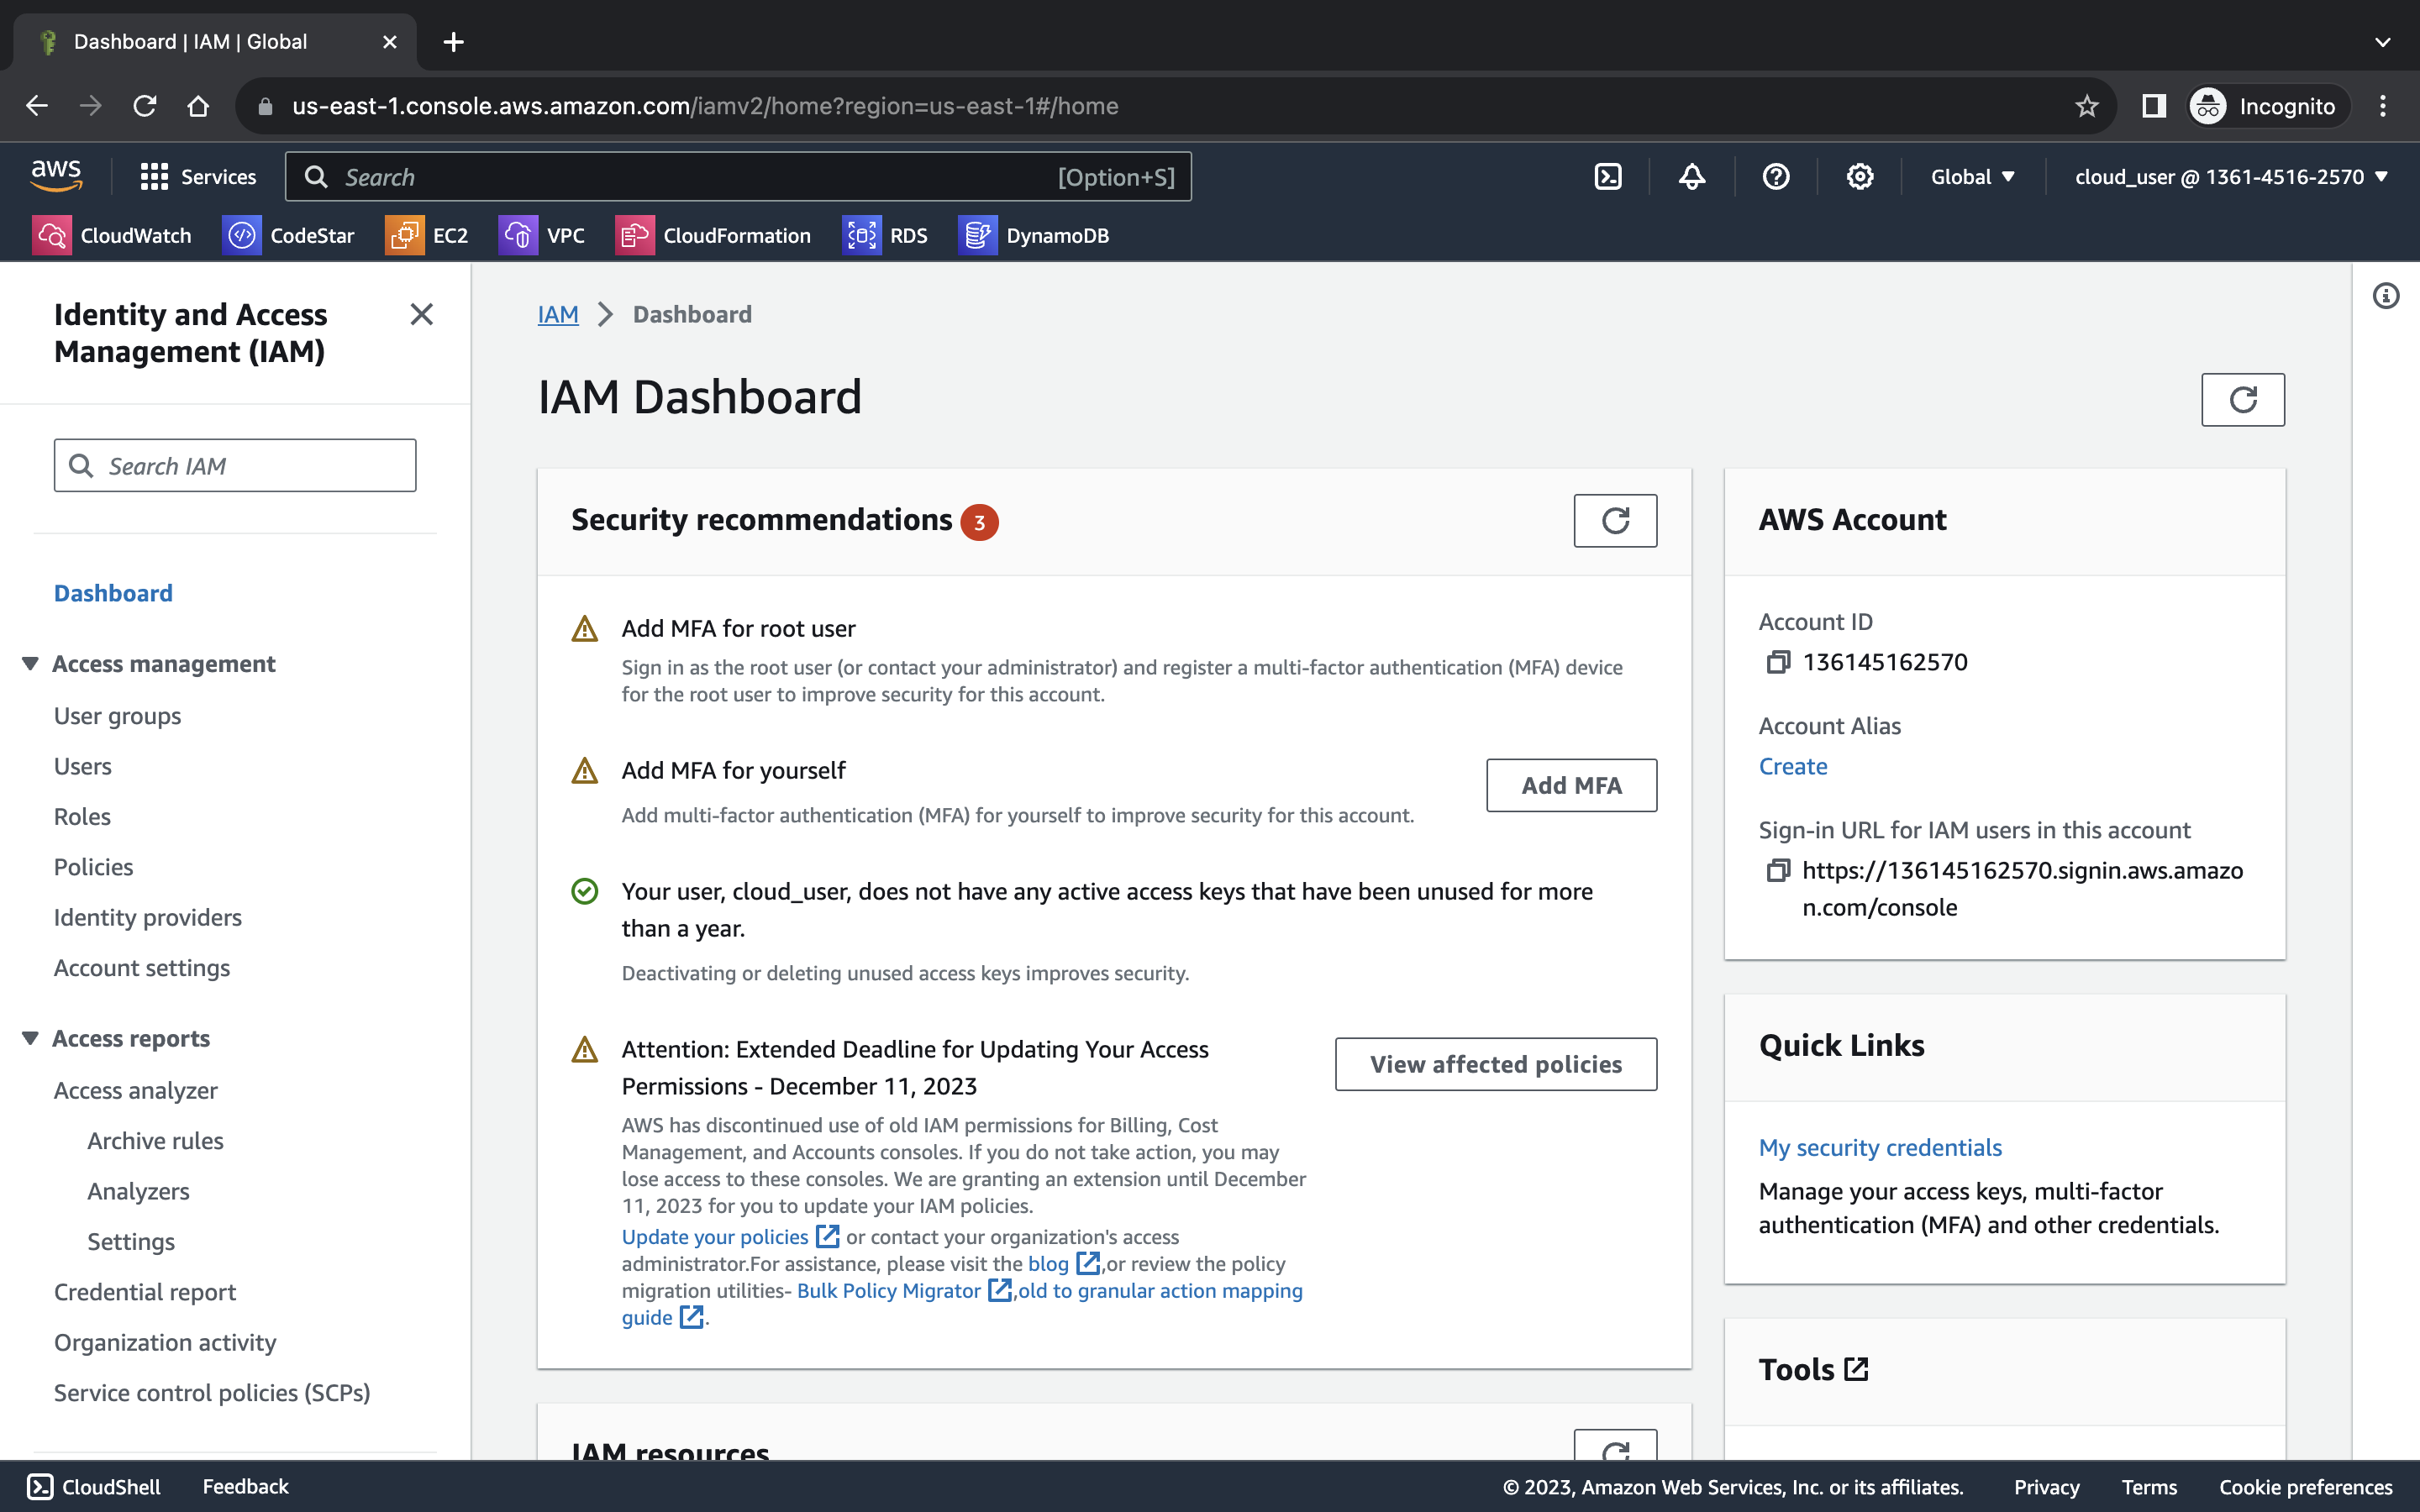 Dashboard | IAM | Global
us-east-1.console.aws.amazon.com/iamv2/home?region=us-east-1#/home
Incognito
aws
Services
Search
[Option+S]
Global
cloud_user @ 1361-4516-2570
CloudWatch
CodeStar
EC2
VPC
CloudFormation
RDS
DynamoDB
Identity and Access
Management (IAM)
Search IAM
Dashboard
Access management
User groups
Users
Roles
Policies
Identity providers
Account settings
Access reports
Access analyzer
Archive rules
Analyzers
Settings
Credential report
Organization activity
Service control policies (SCPs)
IAM
Dashboard
IAM Dashboard
Security recommendations 3
Add MFA for root user
Sign in as the root user (or contact your administrator) and register a multi-factor authentication (MFA) device
for the root user to improve security for this account.
Add MFA for yourself
Add MFA
Add multi-factor authentication (MFA) for yourself to improve security for this account.
Your user, cloud_user, does not have any active access keys that have been unused for more
than a year.
Deactivating or deleting unused access keys improves security.
Attention: Extended Deadline for Updating Your Access
Permissions - December 11, 2023
View affected policies
AWS has discontinued use of old IAM permissions for Billing, Cost
Management, and Accounts consoles. If you do not take action, you may
lose access to these consoles. We are granting an extension until December
11, 2023 for you to update your IAM policies.
Update your policies or contact your organization's access
administrator.For assistance, please visit the blog ,or review the policy
migration utilities- Bulk Policy Migrator ,old to granular action mapping
guide .
IAM resources
AWS Account
Account ID
136145162570
Account Alias
Create
Sign-in URL for IAM users in this account
https://136145162570.signin.aws.amazo
n.com/console
Quick Links
My security credentials
Manage your access keys, multi-factor
authentication (MFA) and other credentials.
Tools
CloudShell
Feedback
© 2023, Amazon Web Services, Inc. or its affiliates.
Privacy
Terms
Cookie preferences